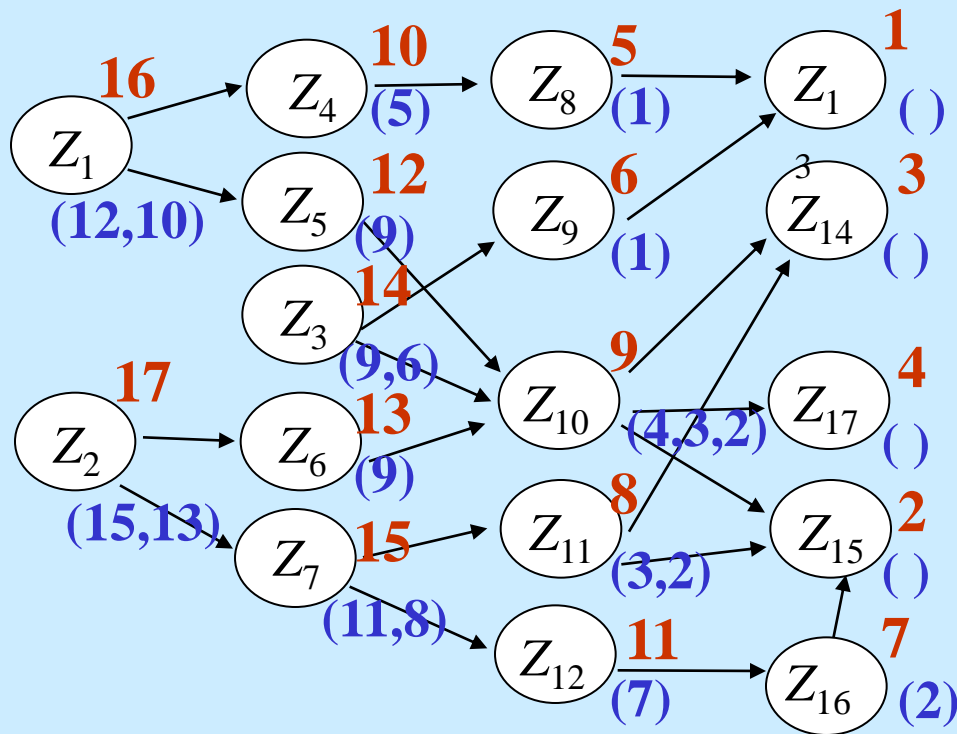 16
Z1
(12,10)
10
Z4
(5)
5
Z8
(1)
1
Z1
3
( )
12
Z5
(9)
6
Z9
(1)
3
Z14
( )
14
Z3
(9,6)
9
Z10
(4,3,2)
4
Z17
( )
17
Z2
(15,13)
13
Z6
(9)
8
Z11
(3,2)
2
Z15
( )
15
Z7
(11,8)
11
Z12
(7)
7
Z16
(2)